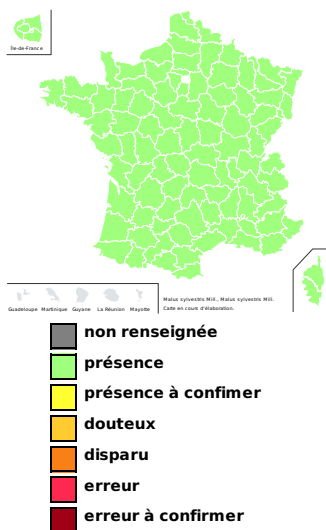 Île-de-France
Guadeloupe Martinique Guyane La Réunion Mayotte
Malus sylvestris Mill., Malus sylvestris Mill.
Carte en cours d'élaboration.
non renseignée
présence
présence à confimer
douteux
disparu
erreur
erreur à confirmer